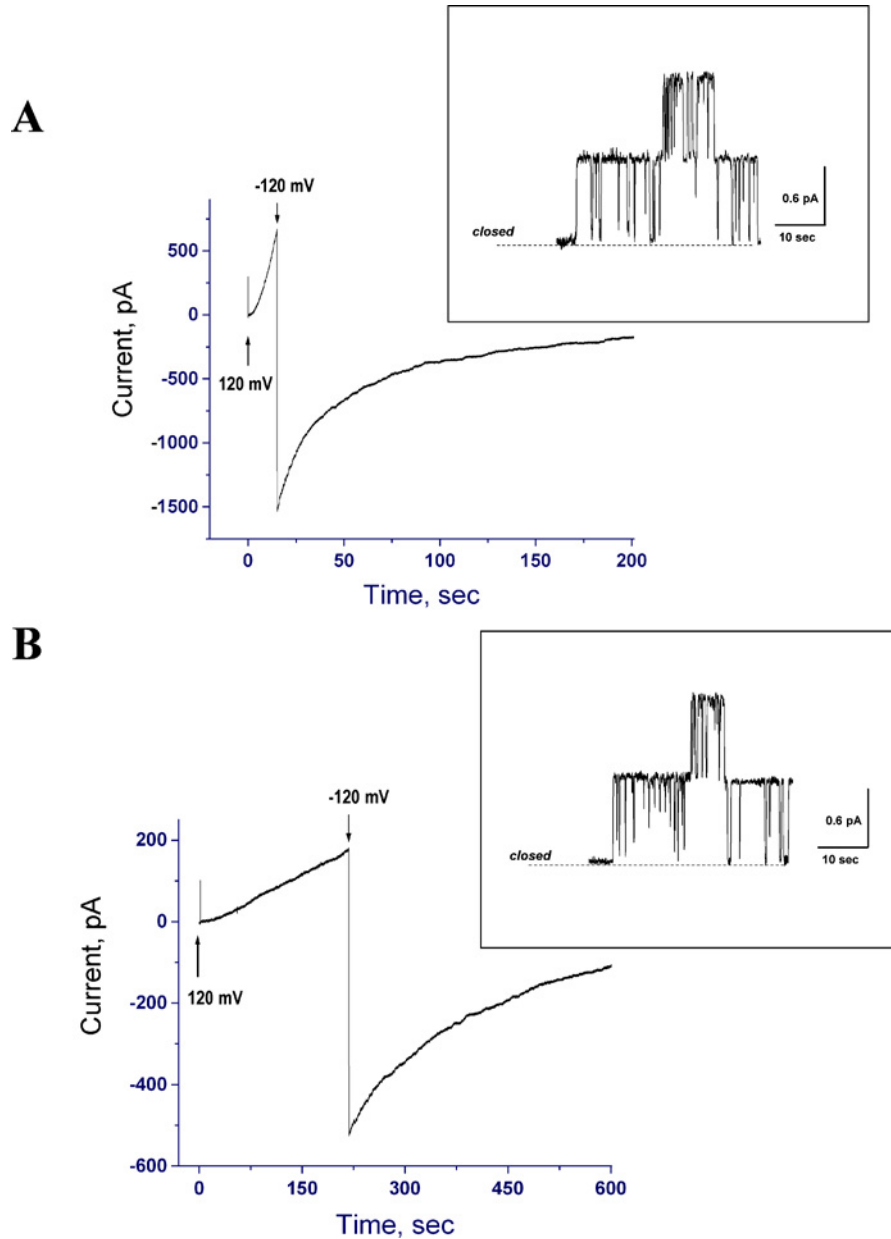 A
-120 mV
120 mV
500
0
-500
-1000
-1500
Current, pA
0 50 100 150 200
Time, sec
closed
0.6 pA
10 sec
B
-120 mV
120 mV
200
0
-200
-400
-600
Current, pA
0 150 300 450 600
Time, sec
closed
0.6 pA
10 sec